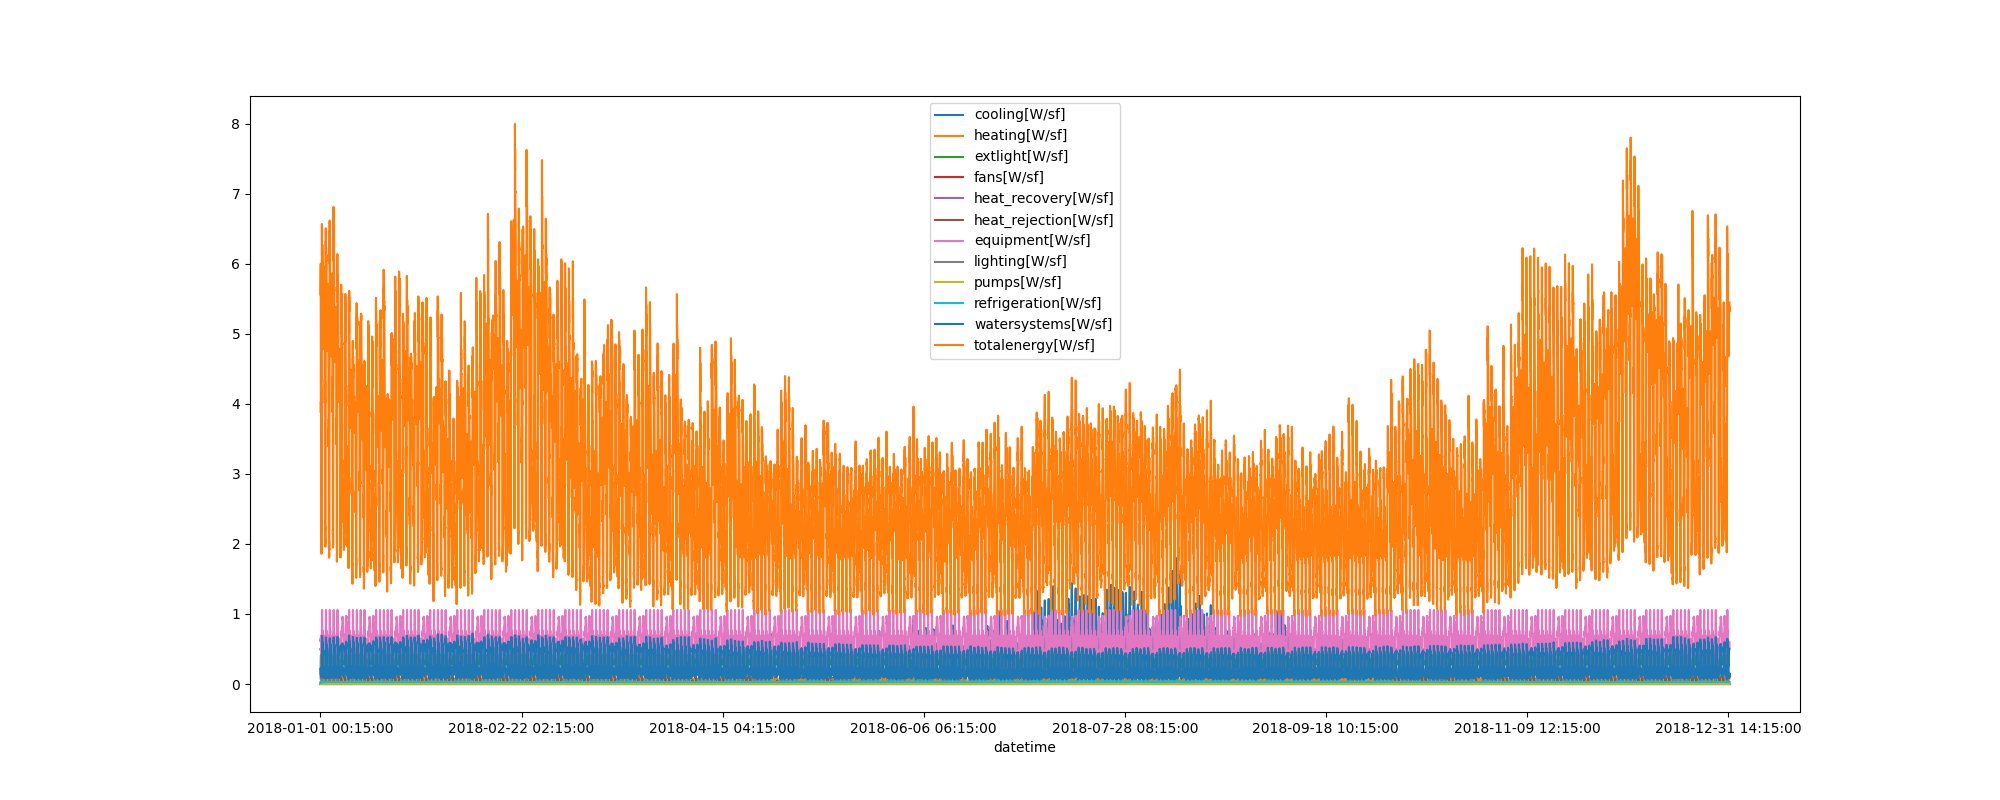 8
7
6
5
4
3
2
1
0
cooling[W/sf]
heating[W/sf]
extlight[W/sf]
fans[W/sf]
heat_recovery[W/sf]
heat_rejection[W/sf]
equipment[W/sf]
lighting[W/sf]
pumps[W/sf]
refrigeration[W/sf]
watersystems[W/sf]
totalenergy[W/sf]
2018-01-01 00:15:00 2018-02-22 02:15:00 2018-04-15 04:15:00 2018-06-06 06:15:00 2018-07-28 08:15:00 2018-09-18 10:15:00 2018-11-09 12:15:00 2018-12-31 14:15:00
datetime